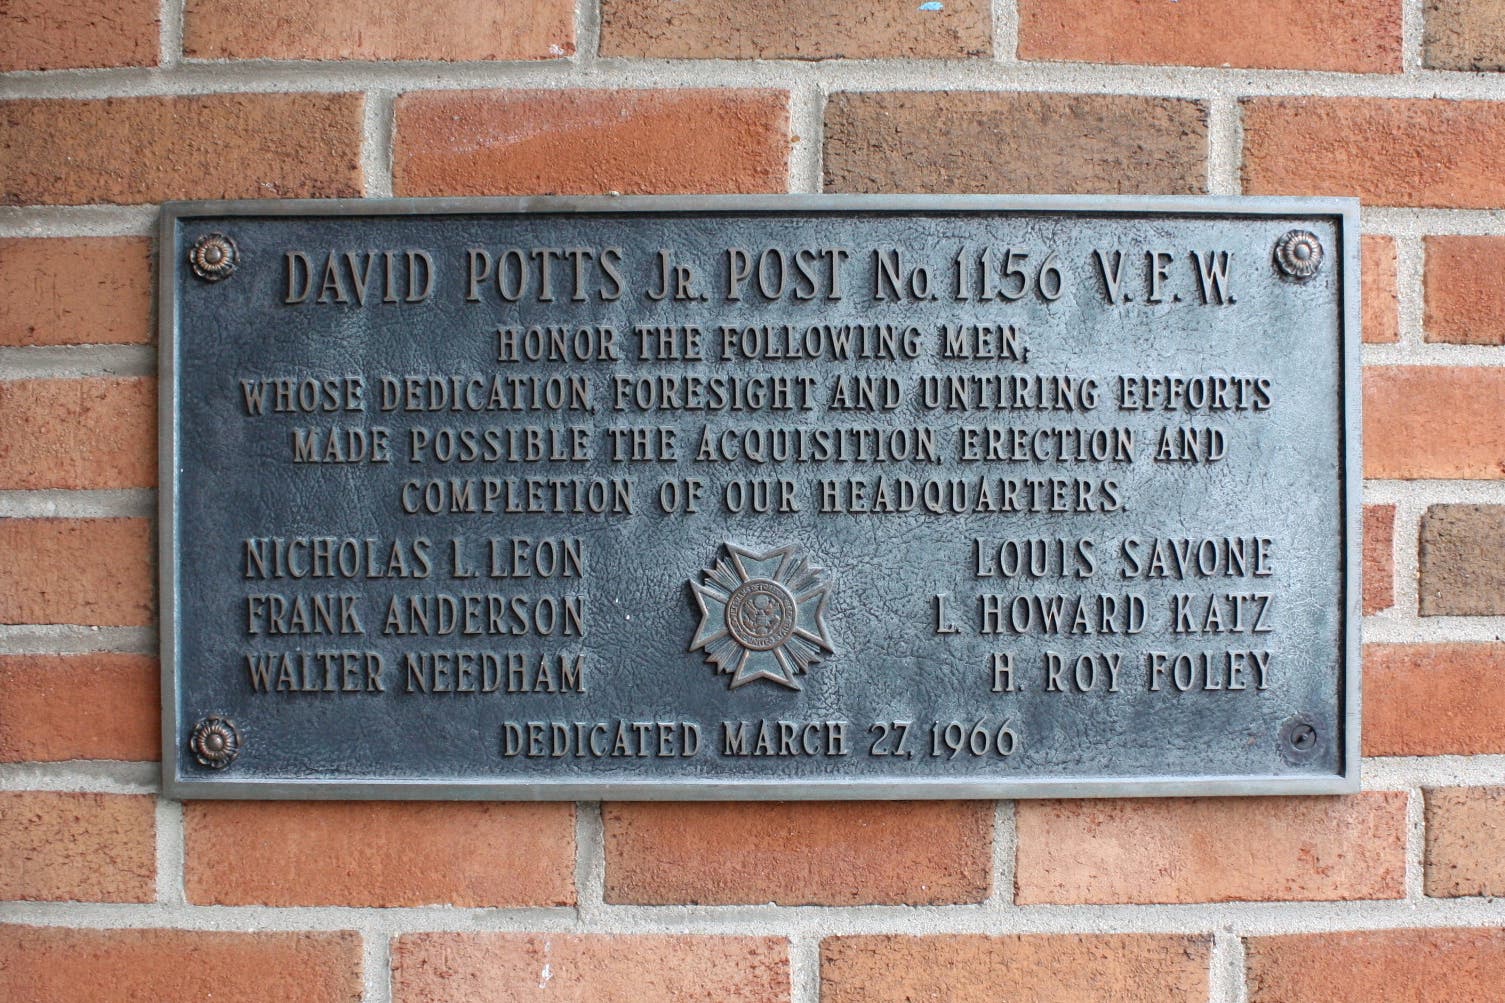 DAVID POTTS JR. POST No. 1156 V. F. W.
HONOR THE FOLLOWING MEN,
WHOSE DEDICATION, FORESIGHT AND UNTIRING EFFORTS
MADE POSSIBLE THE ACQUISITION, ERECTION AND
COMPLETION OF OUR HEADQUARTERS.
NICHOLAS L. LEON
FRANK ANDERSON
WALTER NEEDHAM
LOUIS SAVONE
L. HOWARD KATZ
H. ROY FOLEY
DEDICATED MARCH 27, 1966